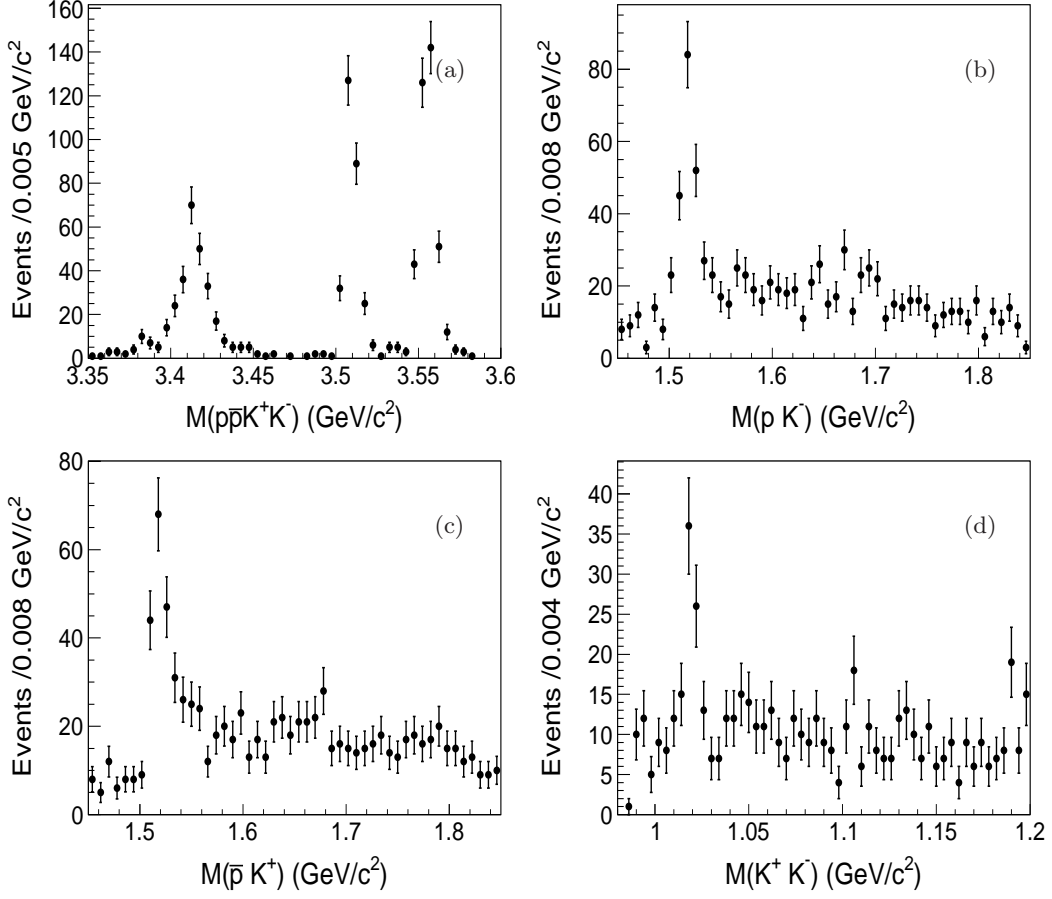 160
140
120
100
80
60
40
20
0
Events /0.005 GeV/c²
(a)
3.35 3.4 3.45 3.5 3.55 3.6
M(pp̅K⁺K⁻) (GeV/c²)
80
60
40
20
0
Events /0.008 GeV/c²
(b)
1.5 1.6 1.7 1.8
M(p K⁻) (GeV/c²)
80
60
40
20
0
Events /0.008 GeV/c²
(c)
1.5 1.6 1.7 1.8
M(p̅ K⁺) (GeV/c²)
40
35
30
25
20
15
10
5
0
Events /0.004 GeV/c²
(d)
1 1.05 1.1 1.15 1.2
M(K⁺ K⁻) (GeV/c²)